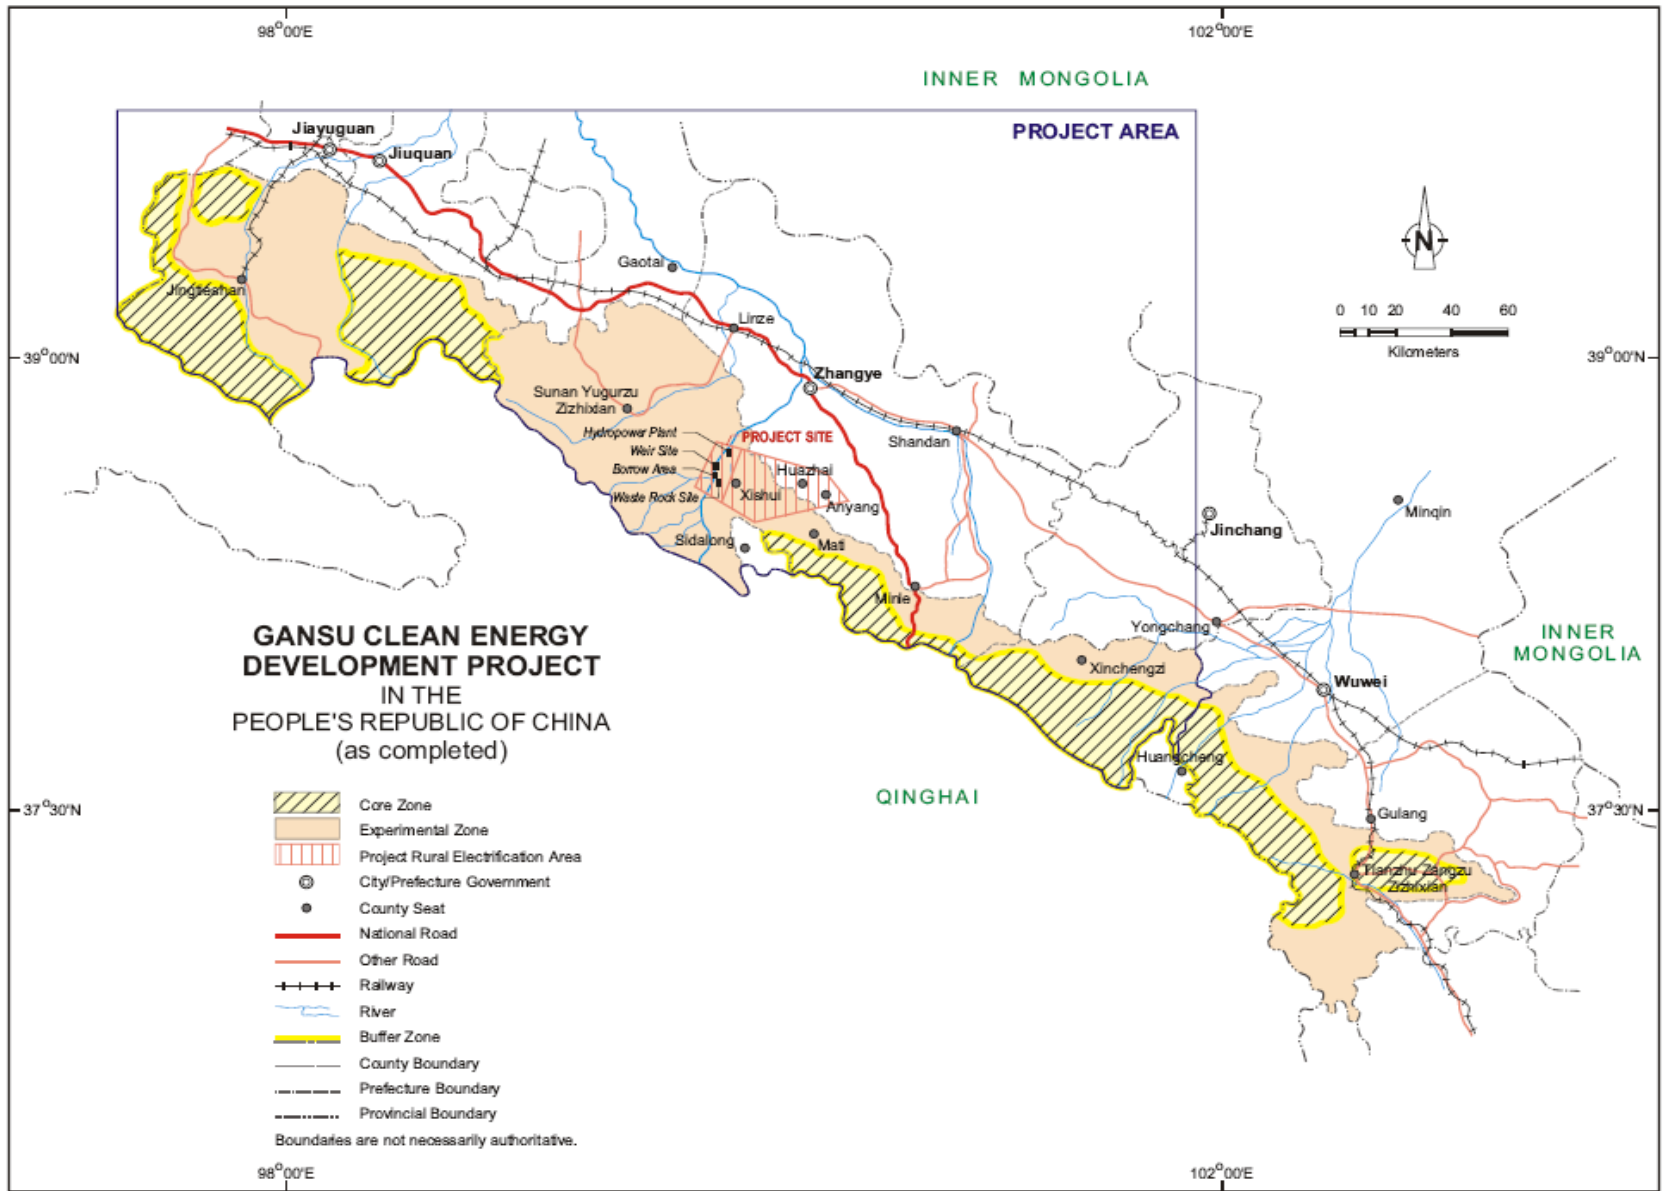 98°00'E
102°00'E
INNER MONGOLIA
PROJECT AREA
Jiayuguan
Jiuquan
N
Gaotai
Jingtieshan
0 10 20 40 60
Kilometers
Linze
39°00'N
39°00'N
Zhangye
Sunan Yugurzu
Zizhixian
Hydropower Plant
PROJECT SITE
Shandan
Weir Site
Borrow Area
Huazhai
Waste Rock Site
Xishui
Anyang
Minqin
Jinchang
Sidalong
Mati
Minle
Yongchang
GANSU CLEAN ENERGY
DEVELOPMENT PROJECT
IN THE
PEOPLE'S REPUBLIC OF CHINA
(as completed)
INNER
MONGOLIA
Xinchengzi
Wuwei
Huangcheng
QINGHAI
37°30'N
37°30'N
Gulang
Tianzhu Zangzu
Zizhixian
Core Zone
Experimental Zone
Project Rural Electrification Area
City/Prefecture Government
County Seat
National Road
Other Road
Railway
River
Buffer Zone
County Boundary
Prefecture Boundary
Provincial Boundary
Boundaries are not necessarily authoritative.
98°00'E
102°00'E